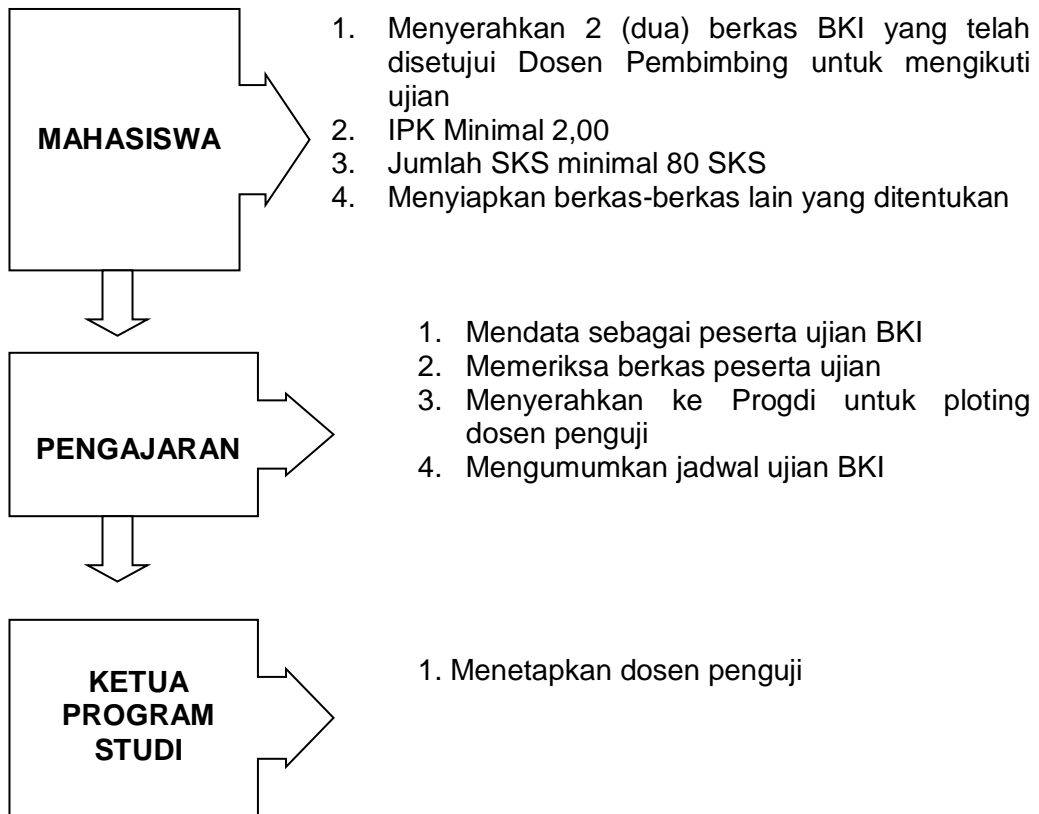 MAHASISWA
1. Menyerahkan 2 (dua) berkas BKI yang telah
disetujui Dosen Pembimbing untuk mengikuti
ujian
2. IPK Minimal 2,00
3. Jumlah SKS minimal 80 SKS
4. Menyiapkan berkas-berkas lain yang ditentukan
PENGAJARAN
1. Mendata sebagai peserta ujian BKI
2. Memeriksa berkas peserta ujian
3. Menyerahkan ke Progdi untuk ploting
dosen penguji
4. Mengumumkan jadwal ujian BKI
KETUA
PROGRAM
STUDI
1. Menetapkan dosen penguji